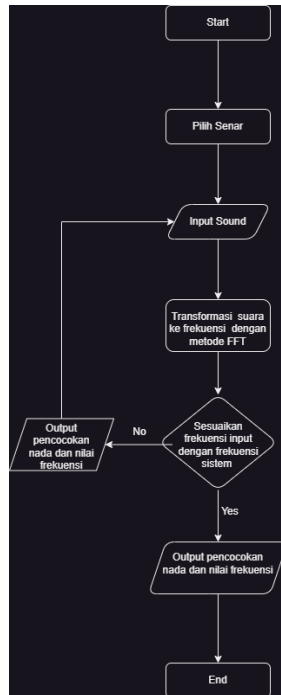 Start
Pilih Senar
Input Sound
Transformasi suara
ke frekuensi dengan
metode FFT
Sesuaikan
frekuensi input
dengan frekuensi
sistem
No
Output
pencocokan
nada dan nilai
frekuensi
Yes
Output pencocokan
nada dan nilai frekuensi
End